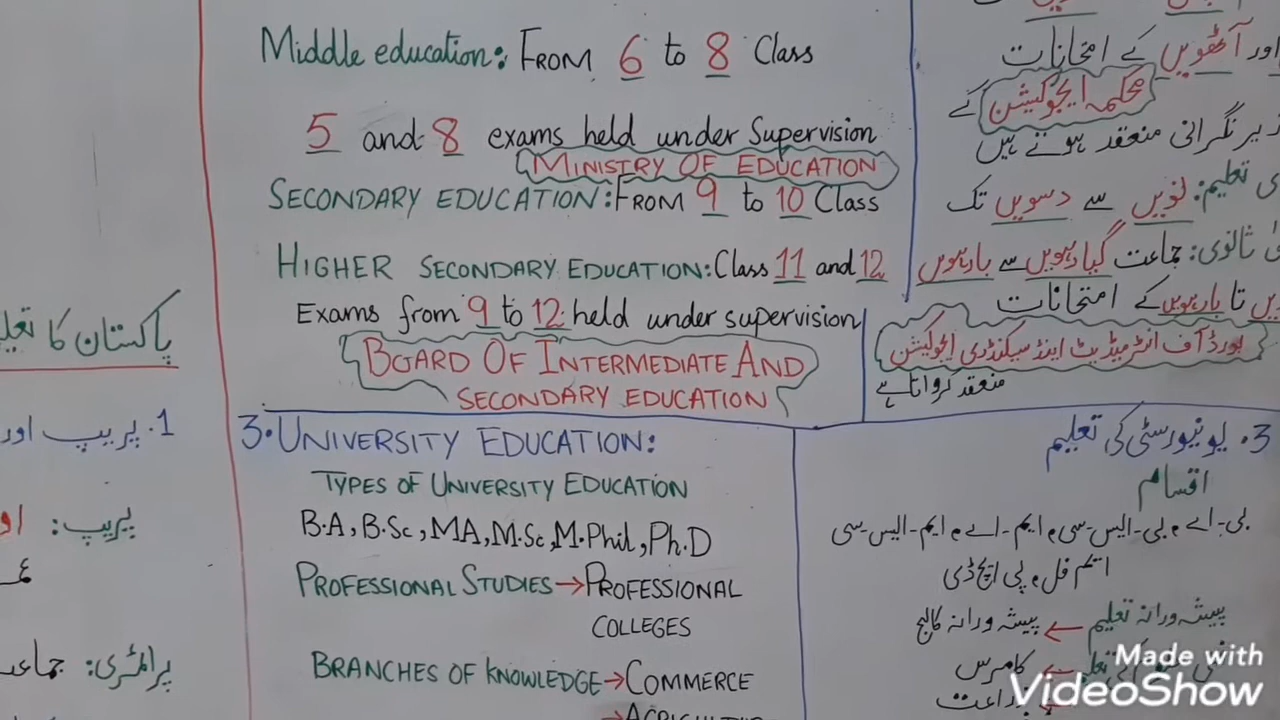 Middle education: FROM 6 to 8 Class
5 and 8 exams held under Supervision
MINISTRY OF EDUCATION
SECONDARY EDUCATION: FROM 9 to 10 Class
HIGHER SECONDARY EDUCATION: Class 11 and 12
Exams from 9 to 12 held under supervision
BOARD OF INTERMEDIATE AND
SECONDARY EDUCATION
3. UNIVERSITY EDUCATION:
TYPES OF UNIVERSITY EDUCATION
B.A, B.Sc, MA, M.Sc, M.Phil, Ph.D
PROFESSIONAL STUDIES → PROFESSIONAL
COLLEGES
BRANCHES OF KNOWLEDGE → COMMERCE
→
اور آٹھویں کے امتحانات
محکمہ ایجوکیشن کے
زیر نگرانی منعقد ہوتے ہیں
تعلیم: نویں سے دسویں تک
ثانوی: جماعت گیارہویں سے بارہویں
تا بارہویں کے امتحانات
بورڈ آف انٹرمیڈیٹ اینڈ سیکنڈری ایجوکیشن
منعقد کرواتا ہے
3. یونیورسٹی کی تعلیم
اقسام
بی-اے، بی-ایس-سی، ایم-اے، ایم-ایس-سی
ایم فل، پی ایچ ڈی
پیشہ ورانہ تعلیم ← پیشہ ورانہ کالج
← کامرس
زراعت
پاکستان کا
1. پریپ اور
پریپ:
پرائمری:
Made with
VideoShow